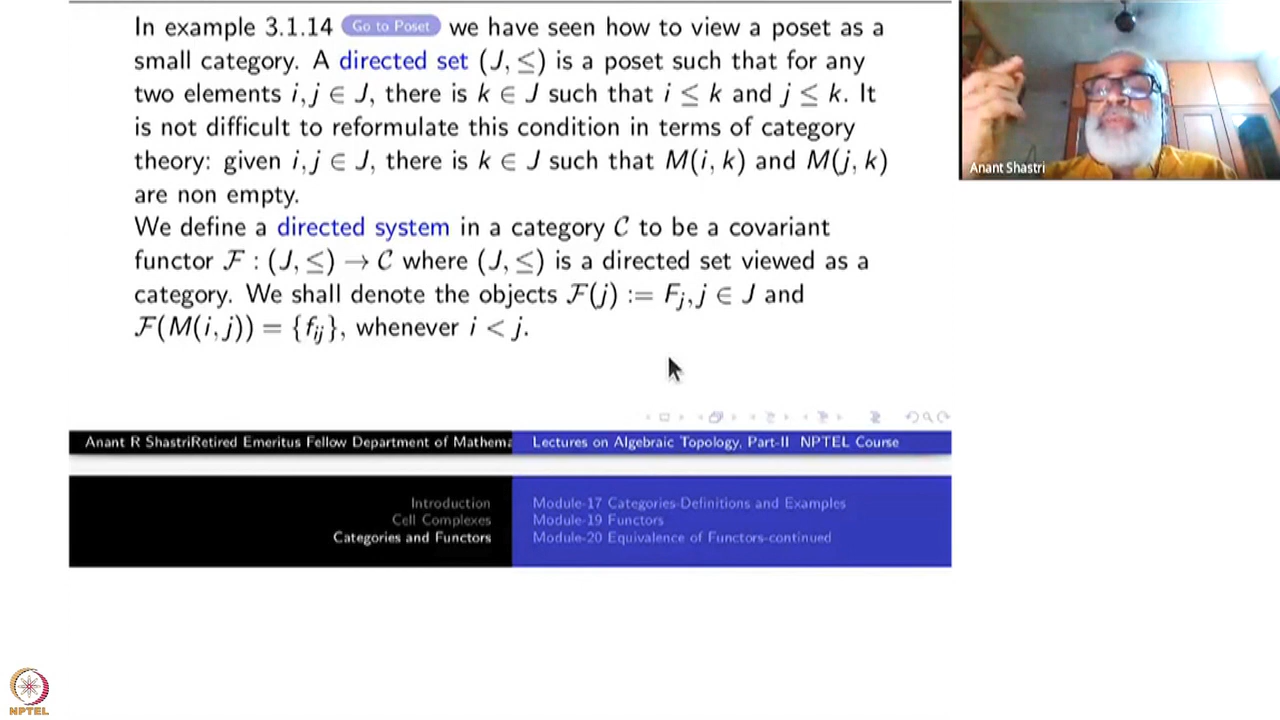 In example 3.1.14 Go to Poset we have seen how to view a poset as a
small category. A directed set (J, ≤) is a poset such that for any
two elements i, j ∈ J, there is k ∈ J such that i ≤ k and j ≤ k. It
is not difficult to reformulate this condition in terms of category
theory: given i, j ∈ J, there is k ∈ J such that M(i, k) and M(j, k)
are non empty.
We define a directed system in a category C to be a covariant
functor F : (J, ≤) → C where (J, ≤) is a directed set viewed as a
category. We shall denote the objects F(j) := F_j, j ∈ J and
F(M(i, j)) = {f_ij}, whenever i < j.
Anant Shastri
Anant R ShastriRetired Emeritus Fellow Department of Mathema
Lectures on Algebraic Topology, Part-II NPTEL Course
Introduction
Cell Complexes
Categories and Functors
Module-17 Categories-Definitions and Examples
Module-19 Functors
Module-20 Equivalence of Functors-continued
NPTEL